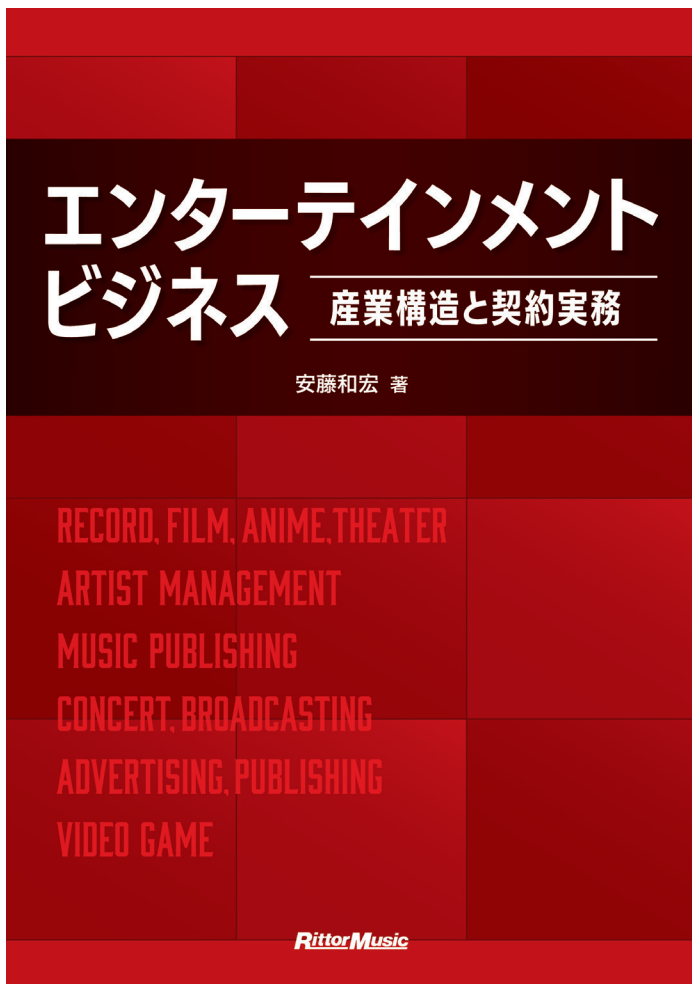 エンターテインメント
ビジネス
産業構造と契約実務
安藤和宏 著
RECORD, FILM, ANIME,THEATER
ARTIST MANAGEMENT
MUSIC PUBLISHING
CONCERT, BROADCASTING
ADVERTISING, PUBLISHING
VIDEO GAME
RittorMusic